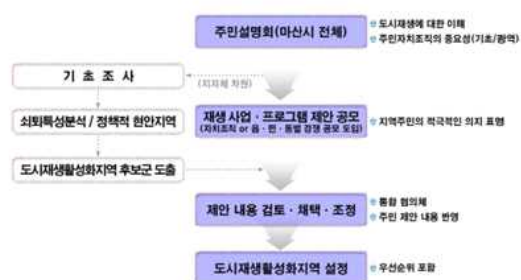 주민설명회(마산시 전체)
도시재생에 대한 이해
주민자치조직의 중요성(기초/광역)
기 초 조 사
(지자체 차원)
쇠퇴특성분석 / 정책적 현안지역
재생 사업 · 프로그램 제안 공모
(자치조직 or 읍 · 면 · 동별 경쟁 공모 도입)
지역주민의 적극적인 의지 표명
도시재생활성화지역 후보군 도출
제안 내용 검토 · 채택 · 조정
통합 협의체
주민 제안 내용 반영
도시재생활성화지역 설정
우선순위 포함